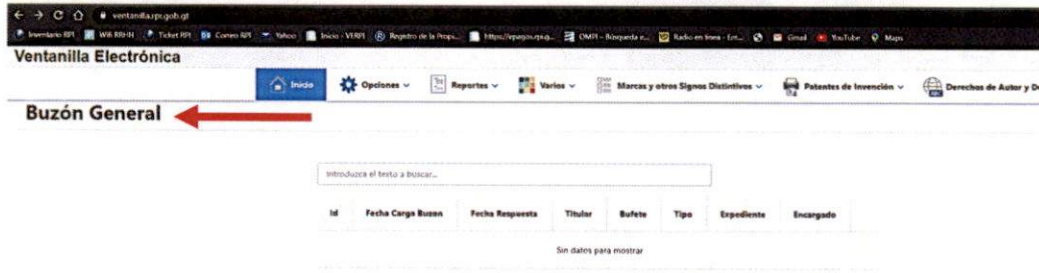 ventanilla.rpi.gob.gt
Inventario RPI Wifi RRHH Ticket RPI Correo RPI Yahoo Inicio - VERPI Registro de la Propi... OMPI – Búsqueda e... Radio en linea - Gmail YouTube Maps
Ventanilla Electrónica
Inicio Opciones Reportes Varios Marcas y otros Signos Distintivos Patentes de Invención Derechos de Autor y De
Buzón General
Introduzca el texto a buscar...
Id Fecha Carga Buzon Fecha Respuesta Titular Bufete Tipo Expediente Encargado
Sin datos para mostrar